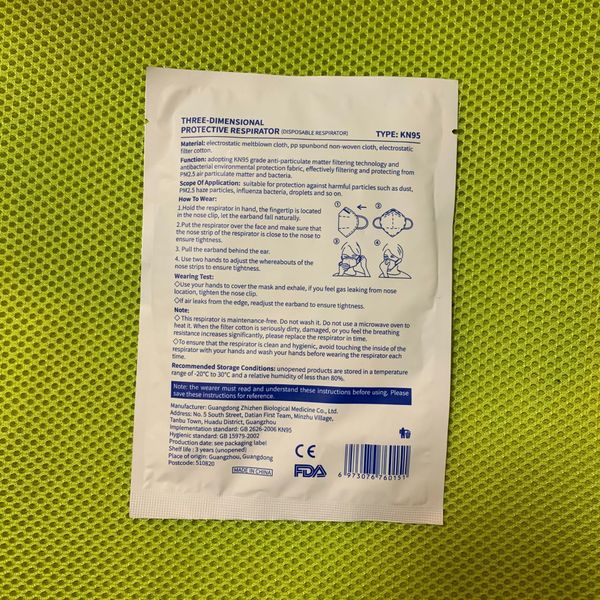 THREE-DIMENSIONAL
PROTECTIVE RESPIRATOR (DISPOSABLE RESPIRATOR) TYPE: KN95
Material: electrostatic meltblown cloth, pp spunbond non-woven cloth, electrostatic
filter cotton.
Function: adopting KN95 grade anti-particulate matter filtering technology and
antibacterial environmental protection fabric, effectively filtering and protecting from
PM2.5 air particulate matter and bacteria.
Scope Of Application: suitable for protection against harmful particles such as dust,
PM2.5 haze particles, influenza bacteria, droplets and so on.
How To Wear:
1.Hold the respirator in hand, the fingertip is located
in the nose clip, let the earband fall naturally.
2.Put the respirator over the face and make sure that
the nose strip of the respirator is close to the nose to
ensure tightness.
3. Pull the earband behind the ear.
4. Use two hands to adjust the whereabouts of the
nose strips to ensure tightness.
① ②
③ ④
Wearing Test:
◇Use your hands to cover the mask and exhale, if you feel gas leaking from nose
location, tighten the nose clip.
◇If air leaks from the edge, readjust the earband to ensure tightness.
Note:
◇This respirator is maintenance-free. Do not wash it. Do not use a microwave oven to
heat it. When the filter cotton is seriously dirty, damaged, or you feel the breathing
resistance increases significantly, please replace the respirator in time.
◇To ensure that the respirator is clean and hygienic, avoid touching the inside of the
respirator with your hands and wash your hands before wearing the respirator each
time.
Recommended Storage Conditions: unopened products are stored in a temperature
range of -20℃ to 30℃ and a relative humidity of less than 80%.
Note: the wearer must read and understand these instructions before using. Please
save these instructions for reference.
Manufacturer: Guangdong Zhizhen Biological Medicine Co., Ltd.
Address: No. 5 South Street, Datian First Team, Minzhu Village,
Tanbu Town, Huadu District, Guangzhou
Implementation standard: GB 2626-2006 KN95
Hygienic standard: GB 15979-2002
Production date: see packaging label
Shelf life : 3 years (unopened)
Place of origin: Guangzhou, Guangdong
Postcode: 510820
MADE IN CHINA
CE
FDA
6 973076 760151